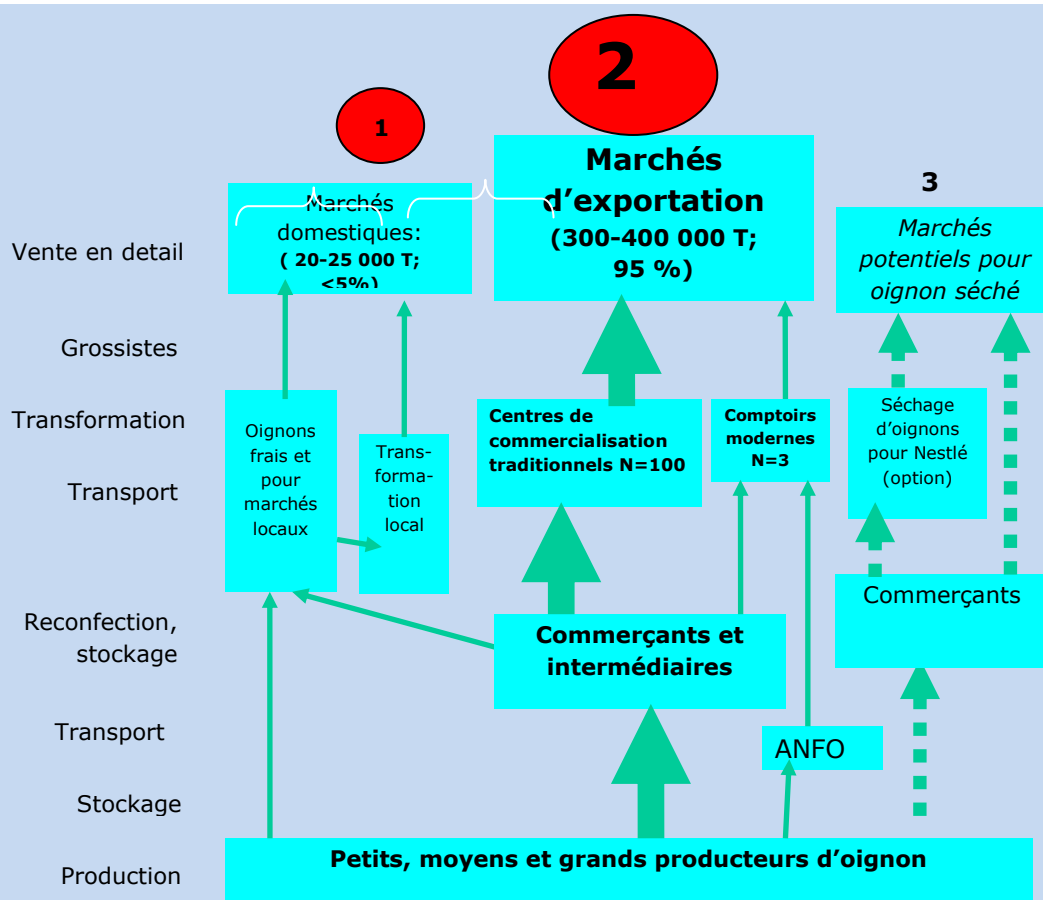 2
1
3
Marchés
d’exportation
(300-400 000 T;
95 %)
Marchés
domestiques:
( 20-25 000 T;
<5%)
Marchés
potentiels pour
oignon séché
Vente en detail
Grossistes
Transformation
Transport
Oignons
frais et
pour
marchés
locaux
Trans-
forma-
tion
local
Centres de
commercialisation
traditionnels N=100
Comptoirs
modernes
N=3
Séchage
d’oignons
pour Nestlé
(option)
Reconfection,
stockage
Commerçants et
intermédiaires
Commerçants
Transport
ANFO
Stockage
Production
Petits, moyens et grands producteurs d’oignon